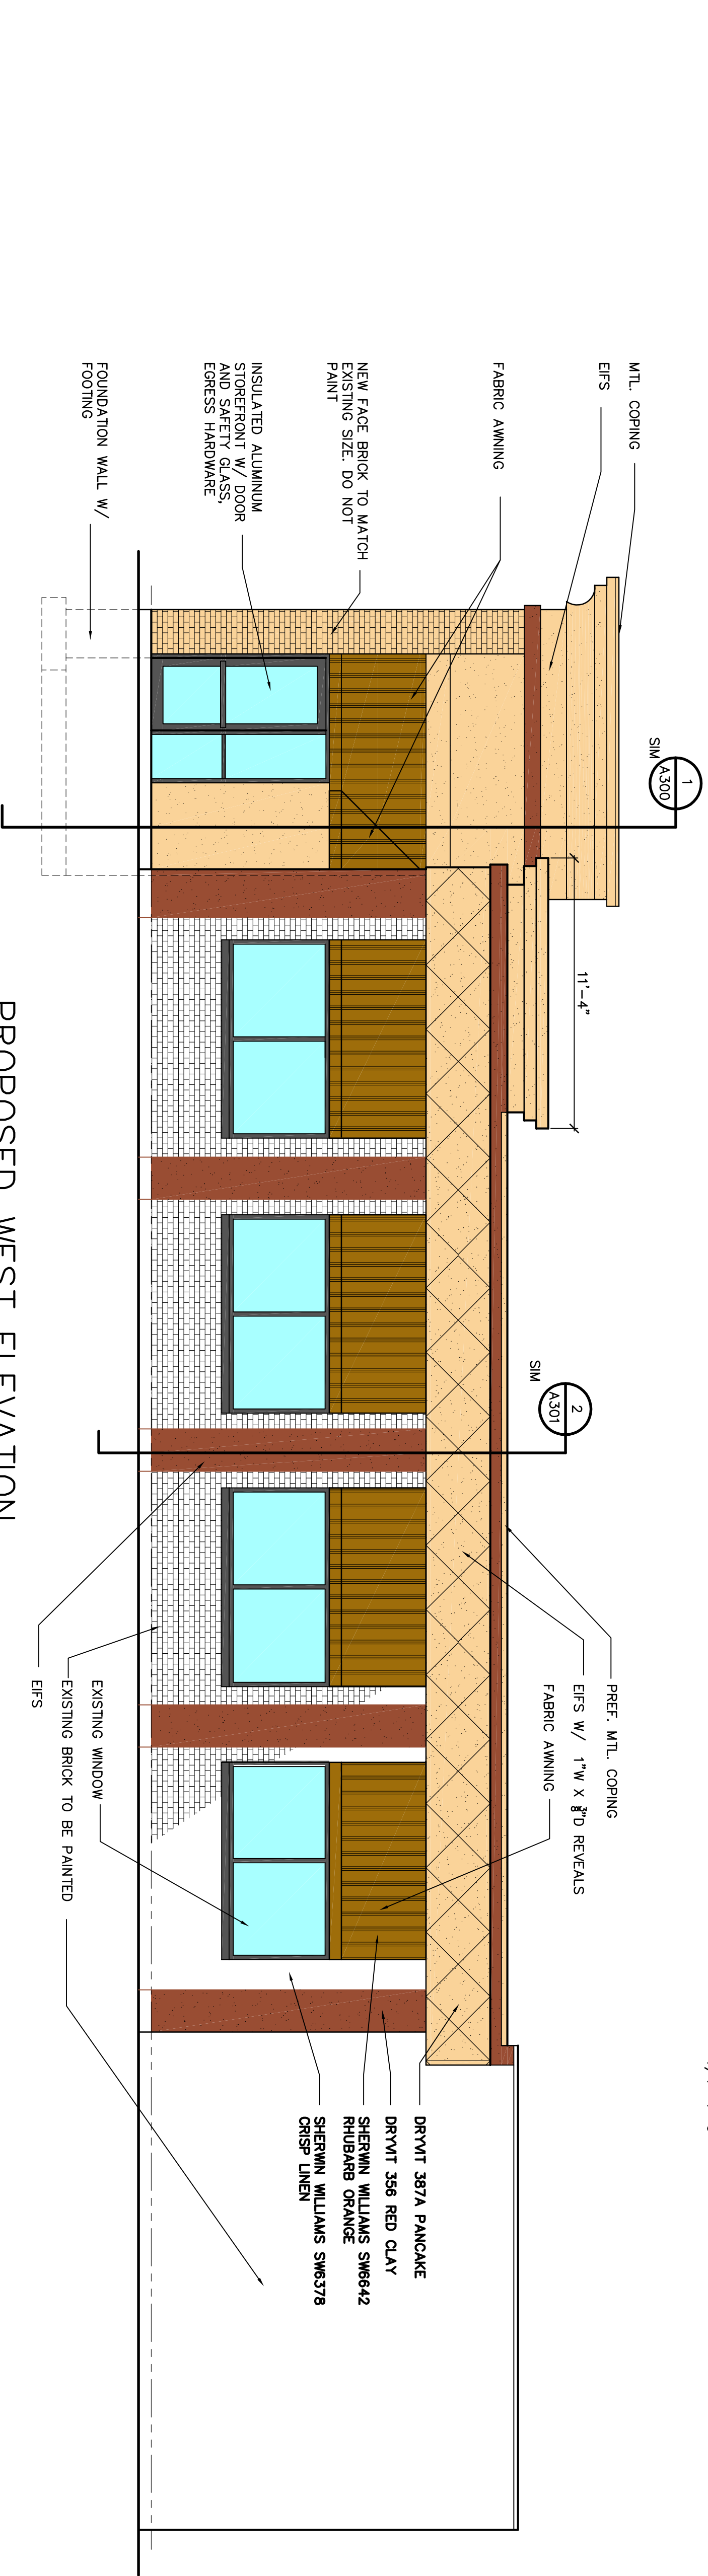 MTL. COPING
EIFS
FABRIC AWNING
NEW FACE BRICK TO MATCH
EXISTING SIZE. DO NOT
PAINT
INSULATED ALUMINUM
STOREFRONT W/ DOOR
AND SAFETY GLASS,
EGRESS HARDWARE
FOUNDATION WALL W/
FOOTING
1
A300
SIM
11'-4"
2
A301
SIM
PREF. MTL. COPING
EIFS W/ 1"W X 3/8"D REVEALS
FABRIC AWNING
EXISTING WINDOW
EXISTING BRICK TO BE PAINTED
EIFS
DRYVIT 387A PANCAKE
DRYVIT 356 RED CLAY
SHERWIN WILLIAMS SW6642
RHUBARB ORANGE
SHERWIN WILLIAMS SW6378
CRISP LINEN
PROPOSED WEST ELEVATION